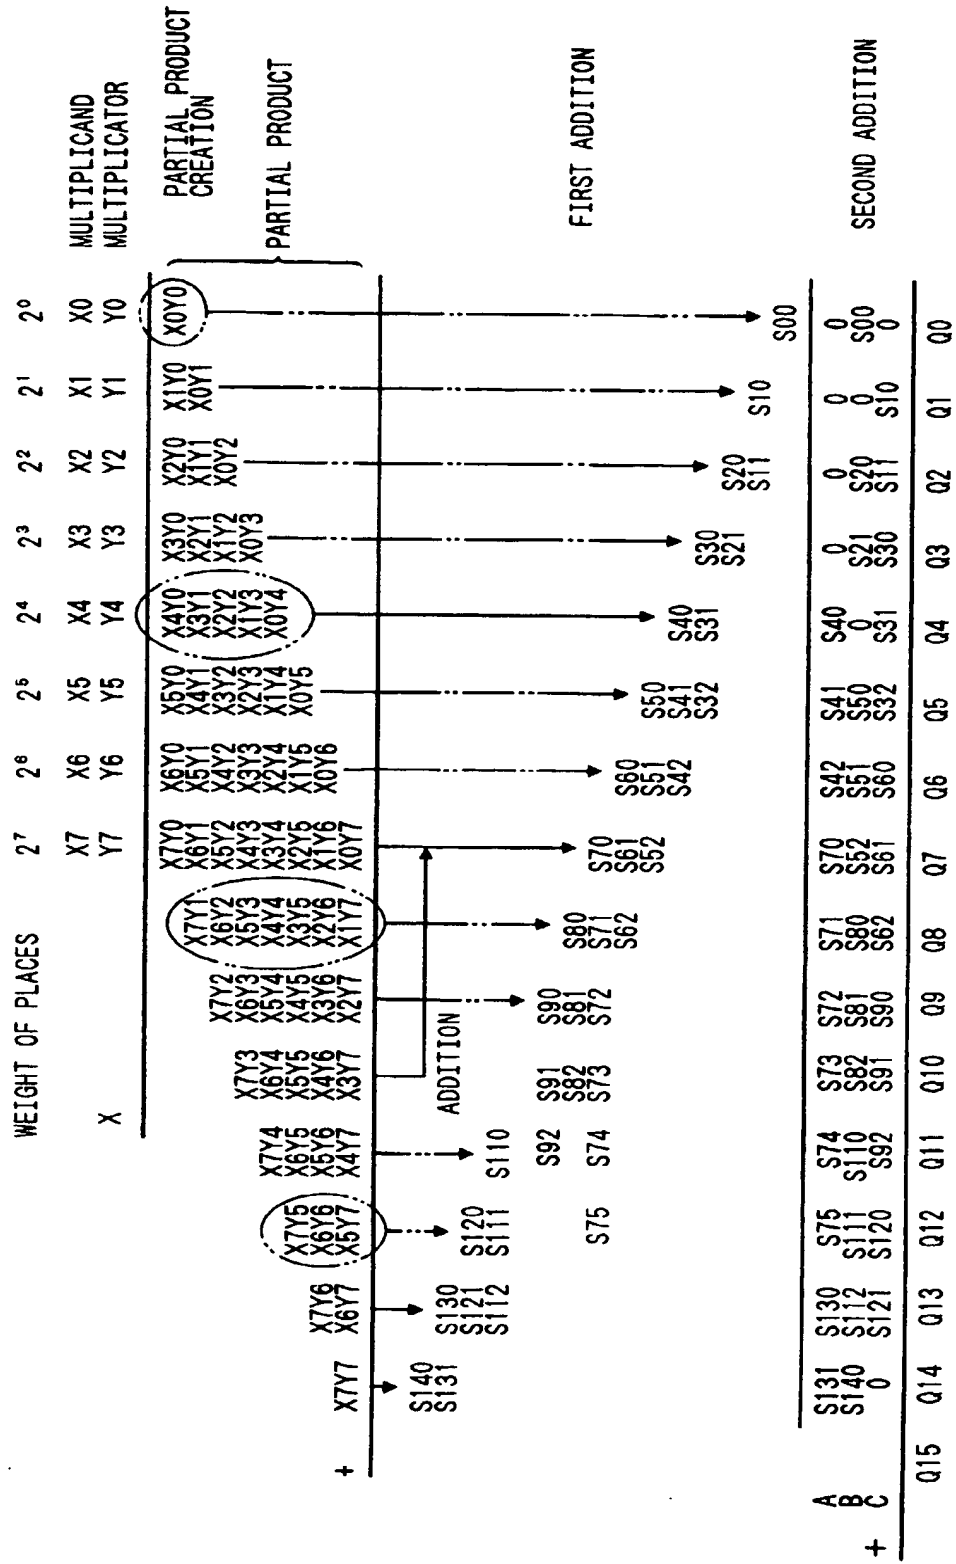 WEIGHT OF PLACES 2⁷ 2⁶ 2⁵ 2⁴ 2³ 2² 2¹ 2⁰
X7 X6 X5 X4 X3 X2 X1 X0 MULTIPLICAND
X Y7 Y6 Y5 Y4 Y3 Y2 Y1 Y0 MULTIPLICATOR
X7Y0 X6Y0 X5Y0 X4Y0 X3Y0 X2Y0 X1Y0 X0Y0 PARTIAL PRODUCT
X7Y1 X6Y1 X5Y1 X4Y1 X3Y1 X2Y1 X1Y1 X0Y1 CREATION
X7Y2 X6Y2 X5Y2 X4Y2 X3Y2 X2Y2 X1Y2 X0Y2
X7Y3 X6Y3 X5Y3 X4Y3 X3Y3 X2Y3 X1Y3 X0Y3
X7Y4 X6Y4 X5Y4 X4Y4 X3Y4 X2Y4 X1Y4 X0Y4 PARTIAL PRODUCT
X7Y5 X6Y5 X5Y5 X4Y5 X3Y5 X2Y5 X1Y5 X0Y5
X7Y6 X6Y6 X5Y6 X4Y6 X3Y6 X2Y6 X1Y6 X0Y6
+ X7Y7 X6Y7 X5Y7 X4Y7 X3Y7 X2Y7 X1Y7 X0Y7
S140
S131 S130 ADDITION
S121 S120
S112 S111 S110
S92 S91 S90
S82 S81 S80 FIRST ADDITION
S75 S74 S73 S72 S71 S70
S62 S61 S60
S52 S51 S50
S42 S41 S40
S32 S31 S30
S21 S20
S11 S10
S00
A S131 S130 S75 S74 S73 S72 S71 S70 S42 S41 S40 0 0 0 0
B S140 S112 S111 S110 S82 S81 S80 S52 S51 S50 0 S21 S20 0 S00 SECOND ADDITION
+ C 0 S121 S120 S92 S91 S90 S62 S61 S60 S32 S31 S30 S11 S10 0
Q15 Q14 Q13 Q12 Q11 Q10 Q9 Q8 Q7 Q6 Q5 Q4 Q3 Q2 Q1 Q0